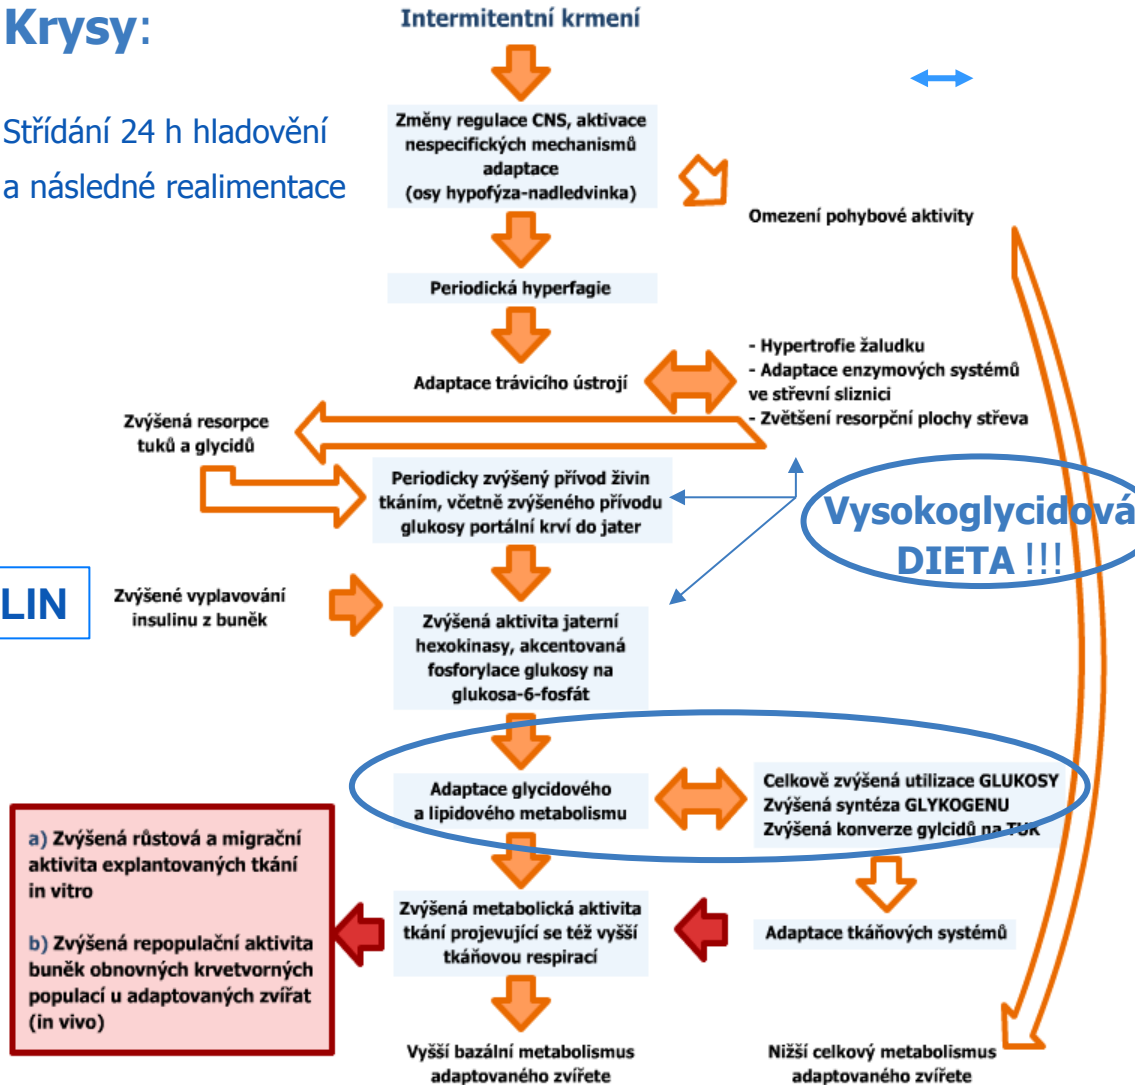 Krysy:
Střídání 24 h hladovění
a následné realimentace
Intermitentní krmení
Změny regulace CNS, aktivace
nespecifických mechanismů
adaptace
(osy hypofýza-nadledvinka)
Omezení pohybové aktivity
Periodická hyperfagie
Adaptace trávicího ústrojí
- Hypertrofie žaludku
- Adaptace enzymových systémů
ve střevní sliznici
- Zvětšení resorpční plochy střeva
Zvýšená resorpce
tuků a glycidů
Periodicky zvýšený přívod živin
tkáním, včetně zvýšeného přívodu
glukosy portální krví do jater
Vysokoglycidová
DIETA !!!
LIN
Zvýšené vyplavování
insulinu z buněk
Zvýšená aktivita jaterní
hexokinasy, akcentovaná
fosforylace glukosy na
glukosa-6-fosfát
Adaptace glycidového
a lipidového metabolismu
Celkově zvýšená utilizace GLUKOSY
Zvýšená syntéza GLYKOGENU
Zvýšená konverze gylcidů na TUK
a) Zvýšená růstová a migrační
aktivita explantovaných tkání
in vitro
b) Zvýšená repopulační aktivita
buněk obnovných krvetvorných
populací u adaptovaných zvířat
(in vivo)
Zvýšená metabolická aktivita
tkání projevující se též vyšší
tkáňovou respirací
Adaptace tkáňových systémů
Vyšší bazální metabolismus
adaptovaného zvířete
Nižší celkový metabolismus
adaptovaného zvířete